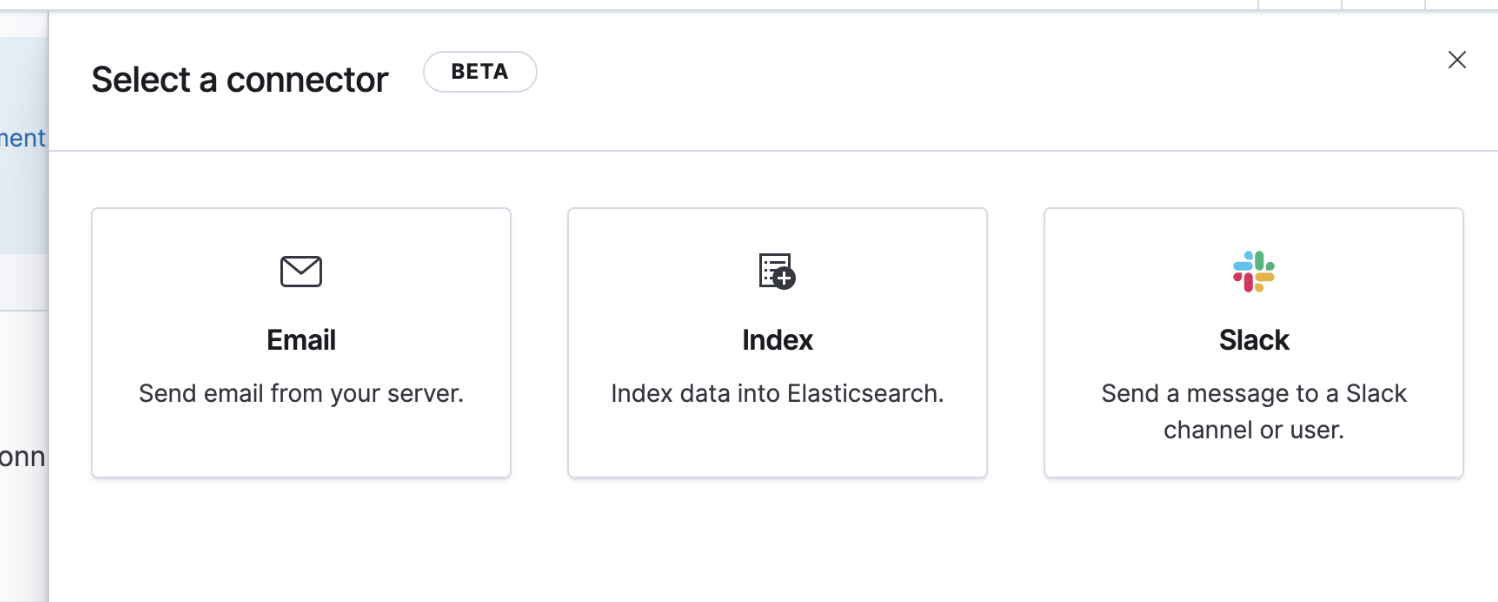 Select a connector BETA
ment
Email
Send email from your server.
Index
Index data into Elasticsearch.
Slack
Send a message to a Slack
channel or user.
onn